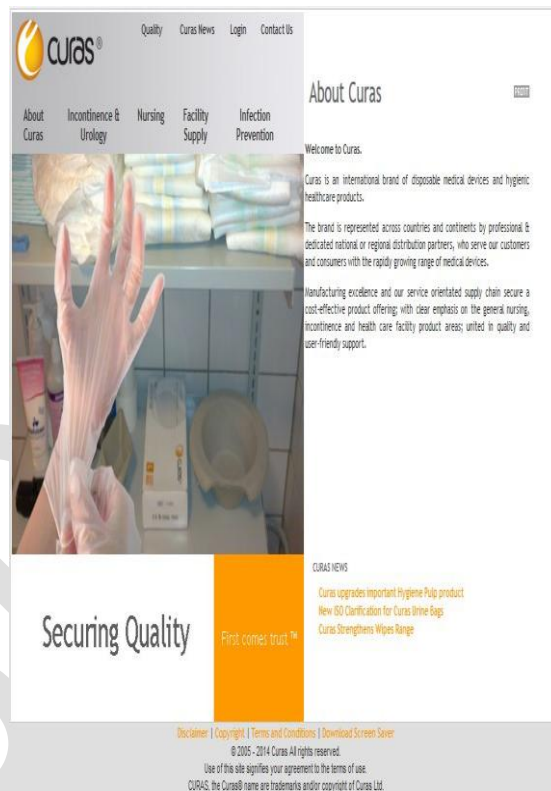 CURAS®
Quality Curas News Login Contact Us
About Curas
Incontinence & Urology
Nursing
Facility Supply
Infection Prevention
About Curas
Welcome to Curas.
Curas is an international brand of disposable medical devices and hygienic
healthcare products.
The brand is represented across countries and continents by professional &
dedicated national or regional distribution partners, who serve our customers
and consumers with the rapidly growing range of medical devices.
Manufacturing excellence and our service orientated supply chain secure a
cost-effective product offering; with clear emphasis on the general nursing,
incontinence and health care facility product areas; united in quality and
user-friendly support.
Securing Quality
First comes trust ™
CURAS NEWS
Curas upgrades important Hygiene Pulp product
New ISO Clarification for Curas Urine Bags
Curas Strengthens Wipes Range
Disclaimer | Copyright | Terms and Conditions | Download Screen Saver
© 2005 - 2014 Curas All rights reserved.
Use of this site signifies your agreement to the terms of use.
CURAS, the Curas® name are trademarks and/or copyright of Curas Ltd.